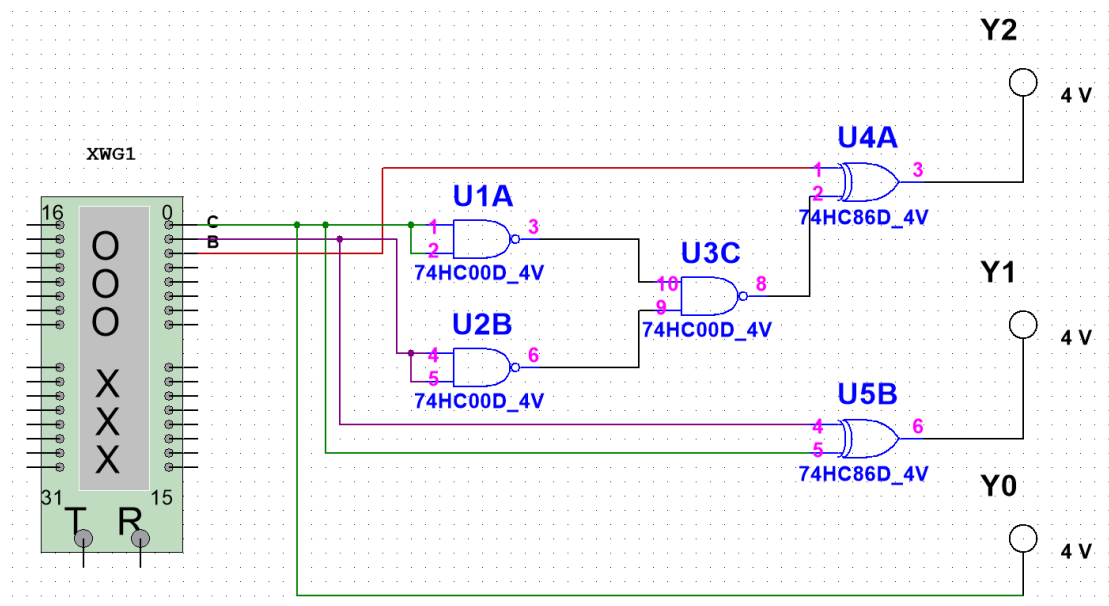 Y2
4 V
U4A
XWG1
1
3
2
74HC86D_4V
U1A
16
0
C
B
1
3
2
74HC00D_4V
U3C
10
8
9
74HC00D_4V
Y1
4 V
O
O
O
X
X
X
U2B
4
6
5
74HC00D_4V
U5B
4
6
5
74HC86D_4V
31
15
T
R
Y0
4 V